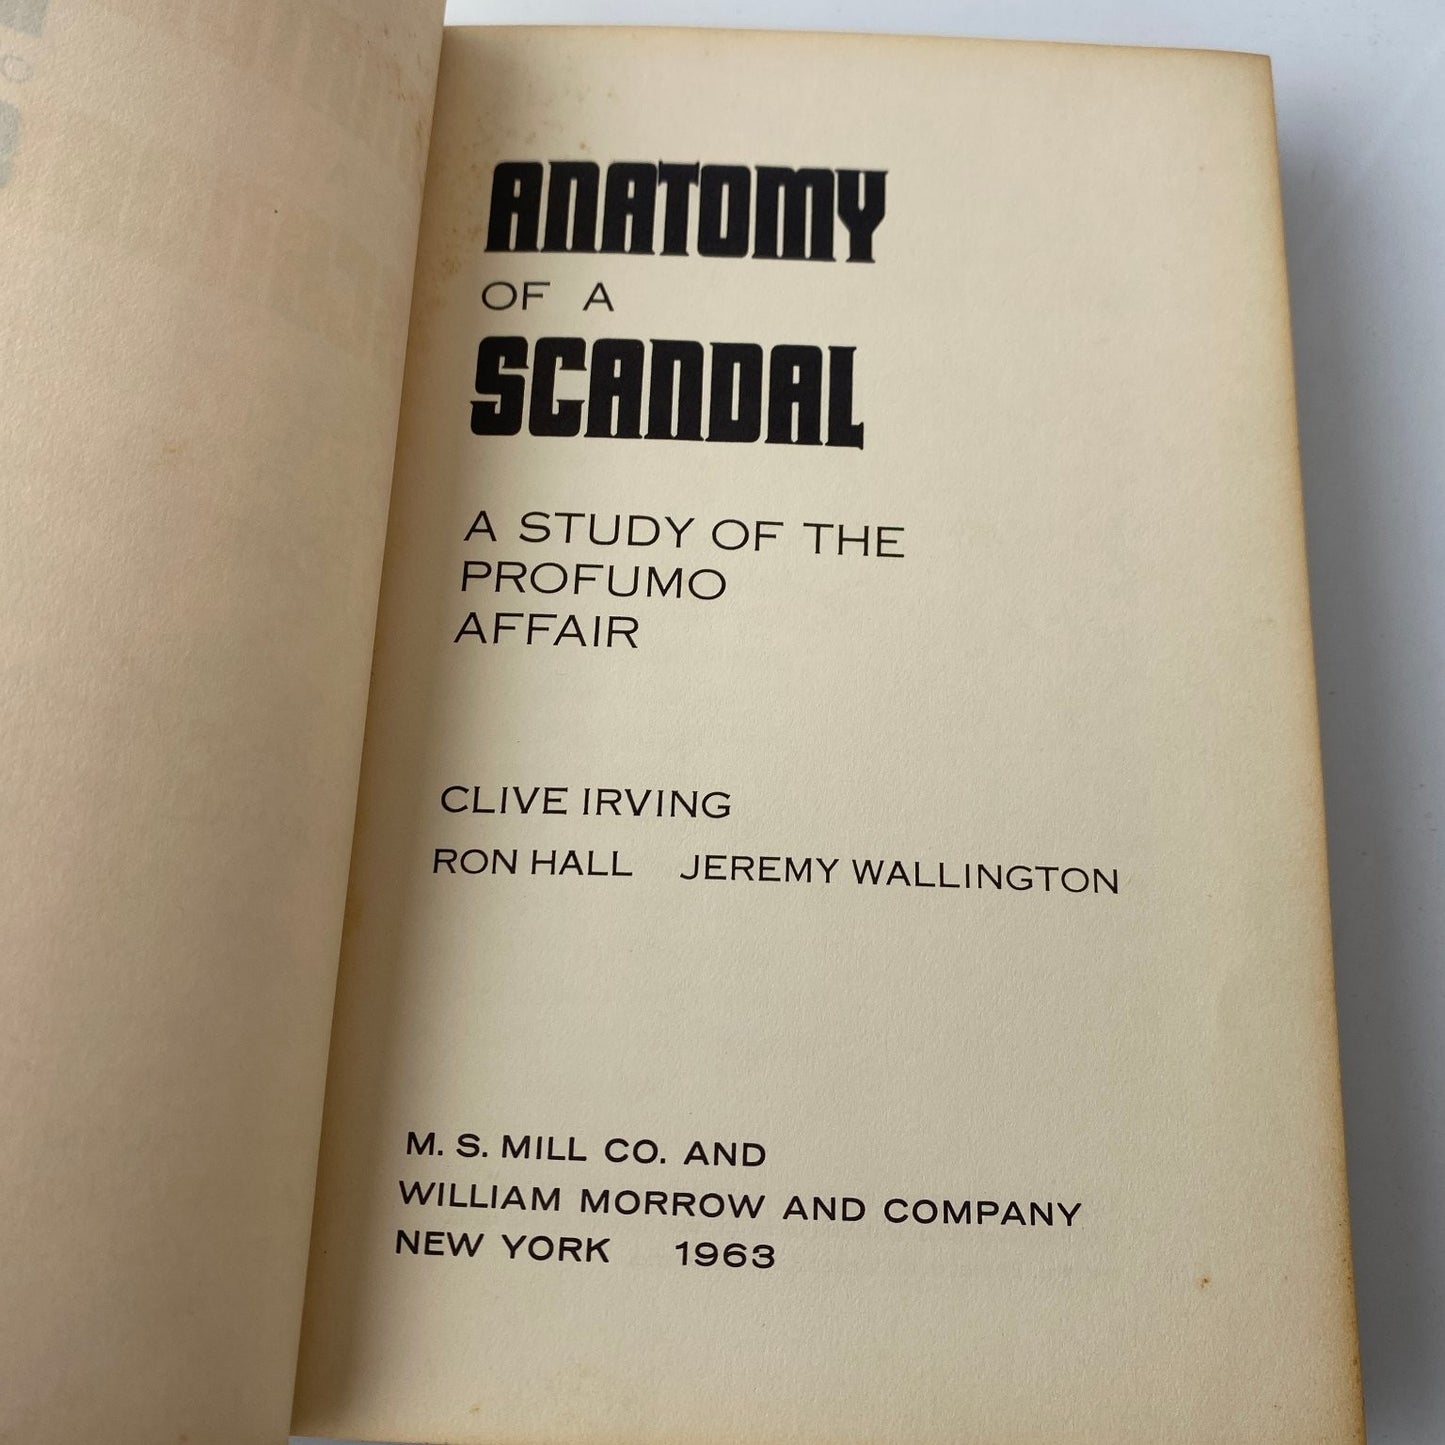 ANATOMY
OF A
SCANDAL
A STUDY OF THE
PROFUMO
AFFAIR
CLIVE IRVING
RON HALL JEREMY WALLINGTON
M. S. MILL CO. AND
WILLIAM MORROW AND COMPANY
NEW YORK 1963